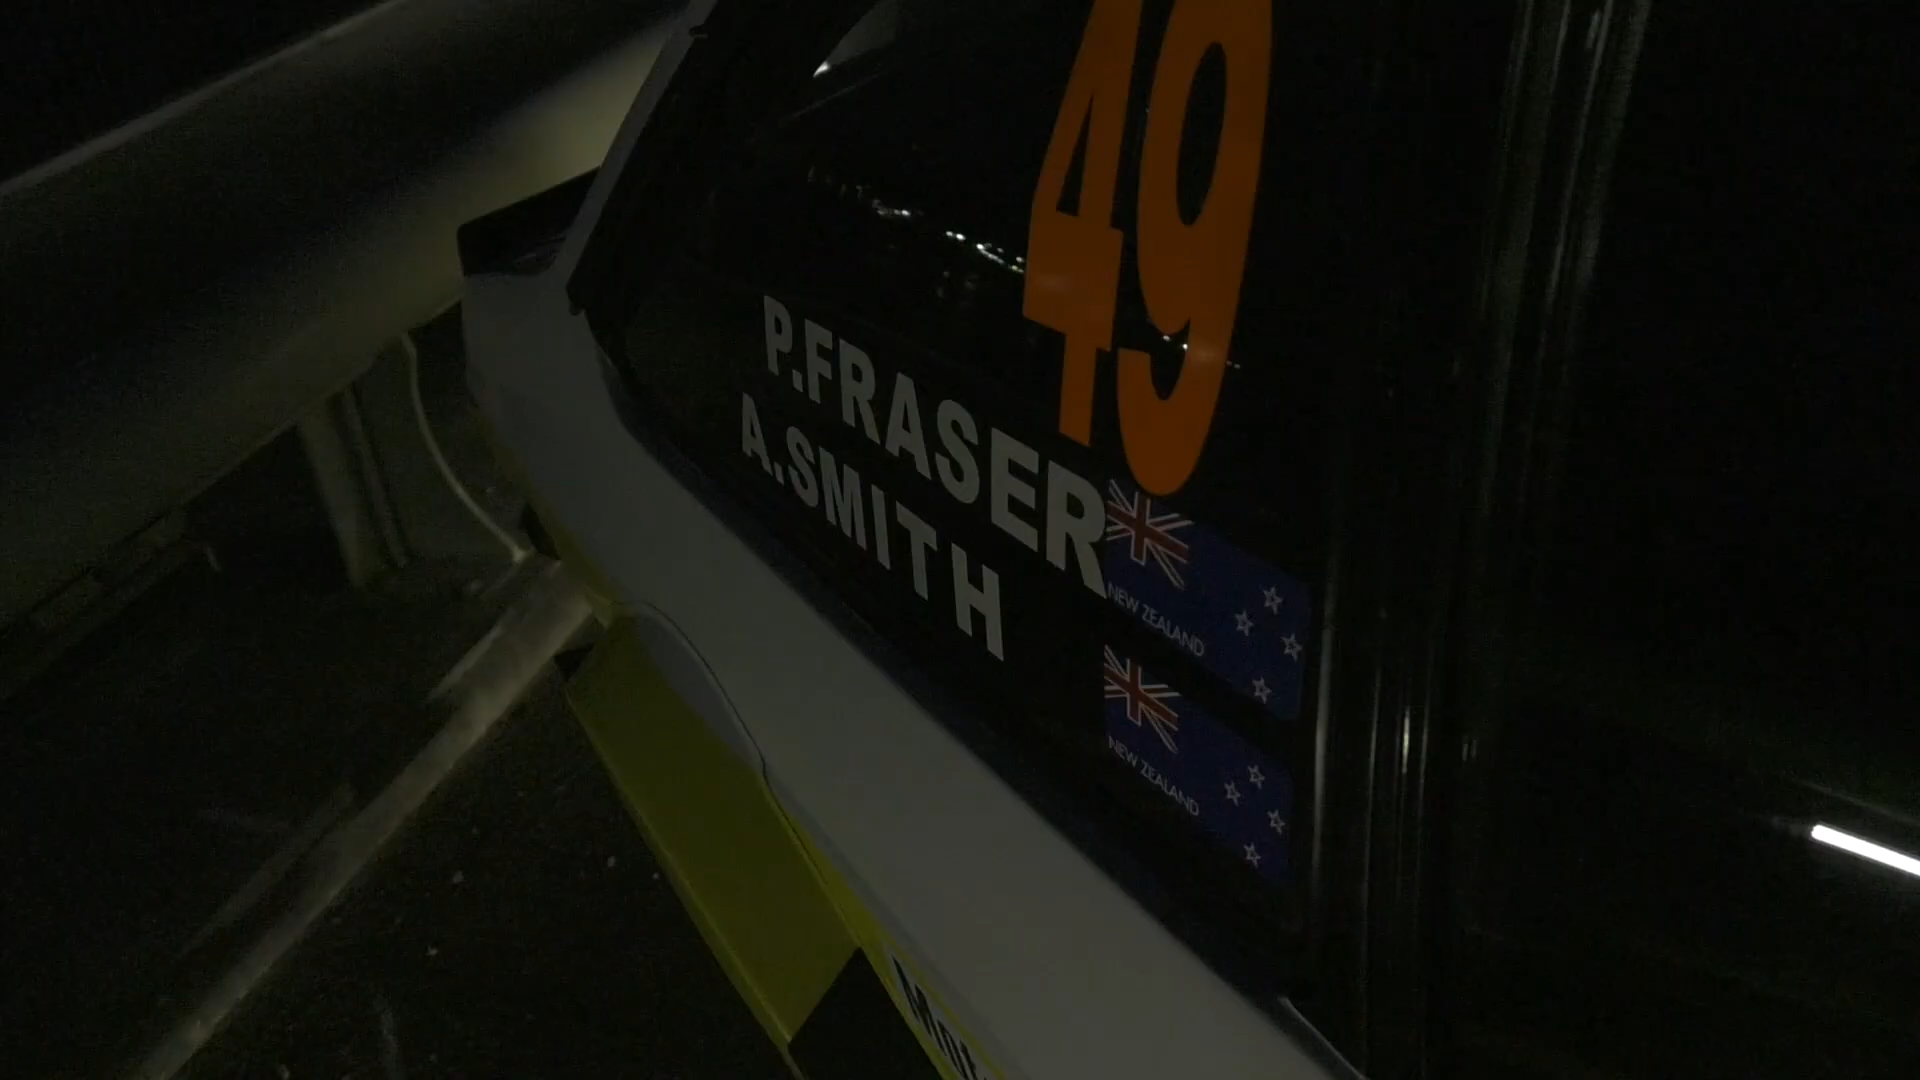 49
P.FRASER
A.SMITH
NEW ZEALAND
NEW ZEALAND